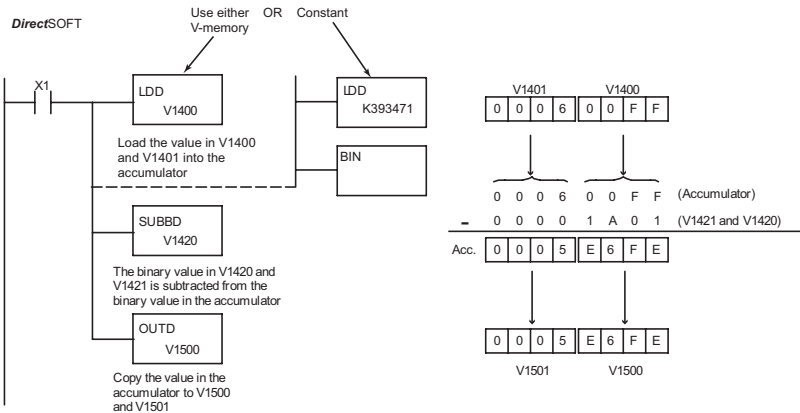 DirectSOFT
Use either
V-memory
OR
Constant
X1
LDD
V1400
Load the value in V1400
and V1401 into the
accumulator
LDD
K393471
BIN
SUBBD
V1420
The binary value in V1420 and
V1421 is subtracted from the
binary value in the accumulator
OUTD
V1500
Copy the value in the
accumulator to V1500
and V1501
V1401 V1400
0 0 0 6 0 0 F F
0 0 0 6 0 0 F F (Accumulator)
- 0 0 0 0 1 A 0 1 (V1421 and V1420)
Acc. 0 0 0 5 E 6 F E
0 0 0 5 E 6 F E
V1501 V1500